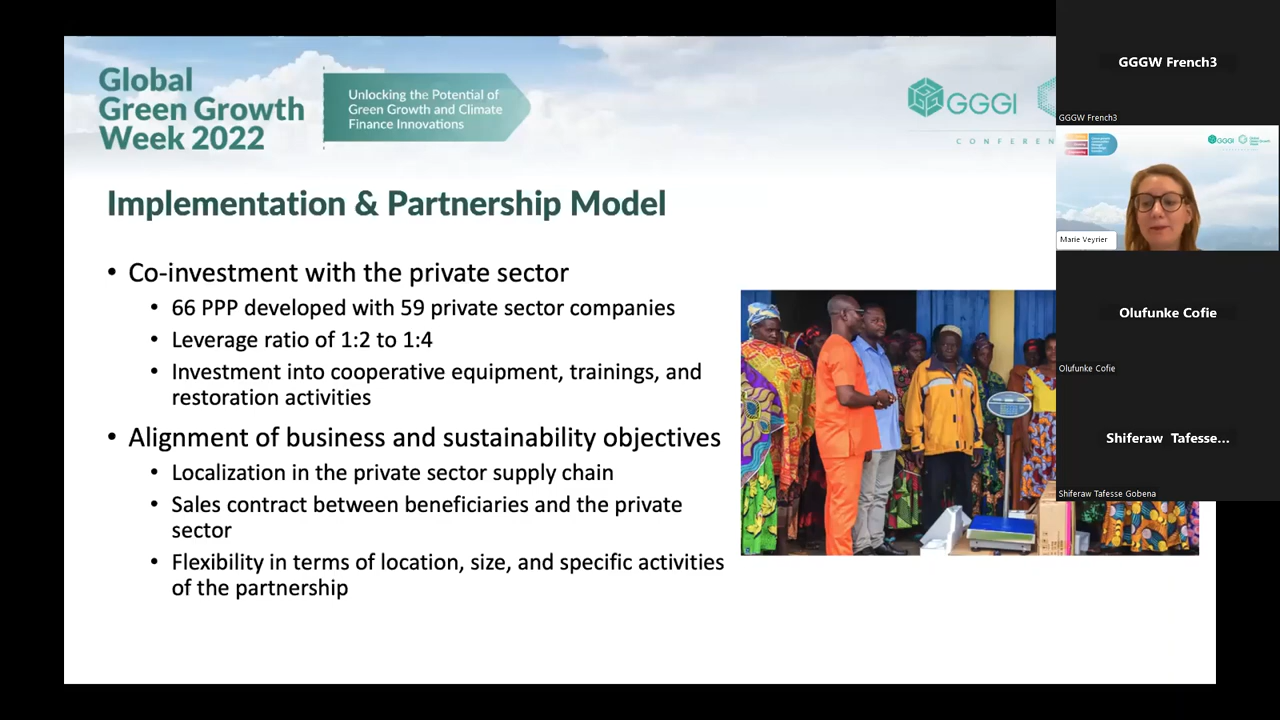 Global
Green Growth
Week 2022
Unlocking the Potential of
Green Growth and Climate
Finance Innovations
GGGI
CONFEREN
Implementation & Partnership Model
• Co-investment with the private sector
• 66 PPP developed with 59 private sector companies
• Leverage ratio of 1:2 to 1:4
• Investment into cooperative equipment, trainings, and
restoration activities
• Alignment of business and sustainability objectives
• Localization in the private sector supply chain
• Sales contract between beneficiaries and the private
sector
• Flexibility in terms of location, size, and specific activities
of the partnership
GGGW French3
GGGW French3
GGGI
Marie Veyrier
Olufunke Cofie
Olufunke Cofie
Shiferaw Tafesse...
Shiferaw Tafesse Gobena